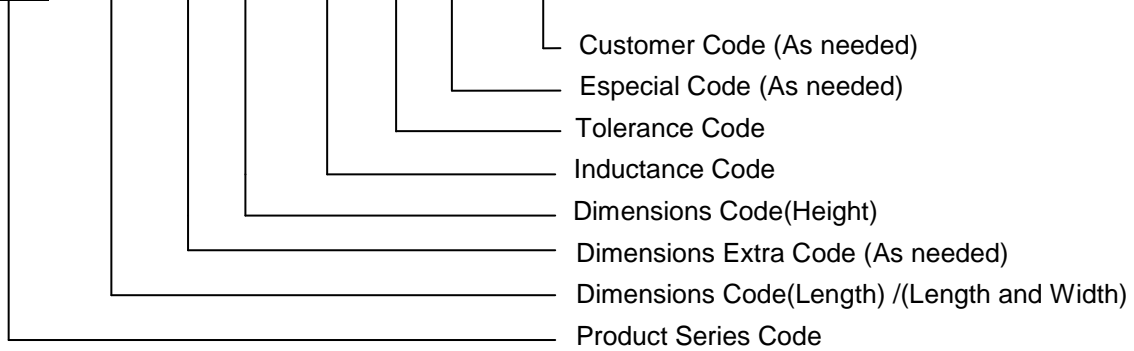 Customer Code (As needed)
Especial Code (As needed)
Tolerance Code
Inductance Code
Dimensions Code(Height)
Dimensions Extra Code (As needed)
Dimensions Code(Length) /(Length and Width)
Product Series Code